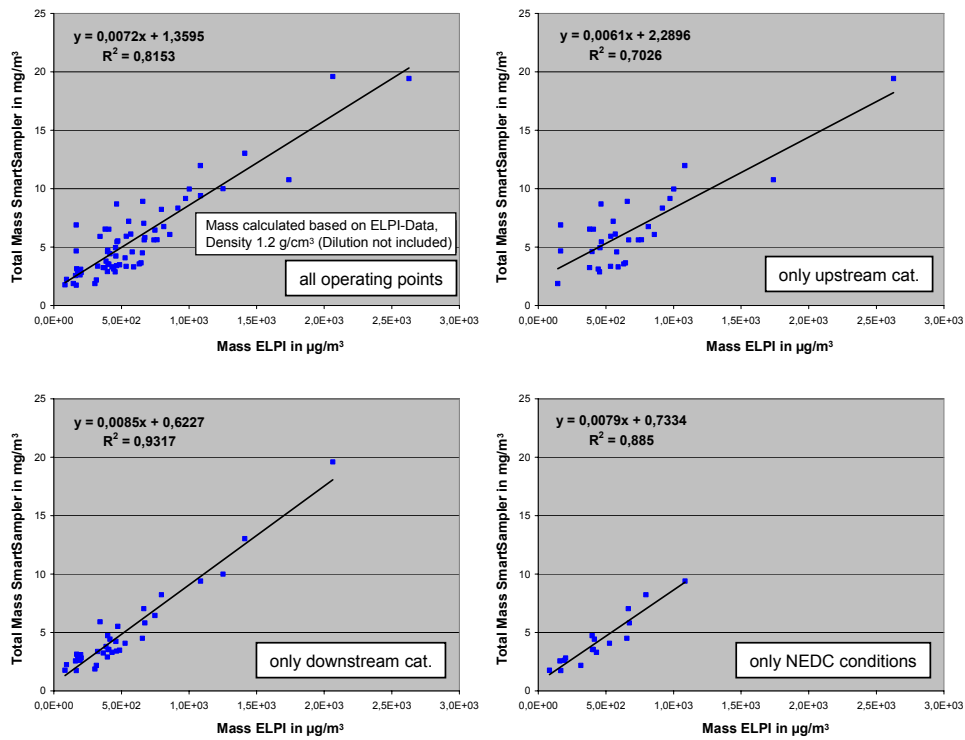 25
20
15
10
5
0
Total Mass SmartSampler in mg/m³
y = 0,0072x + 1,3595
R² = 0,8153
Mass calculated based on ELPI-Data,
Density 1.2 g/cm³ (Dilution not included)
all operating points
0,0E+00 5,0E+02 1,0E+03 1,5E+03 2,0E+03 2,5E+03 3,0E+03
Mass ELPI in µg/m³
25
20
15
10
5
0
Total Mass SmartSampler in mg/m³
y = 0,0061x + 2,2896
R² = 0,7026
only upstream cat.
0,0E+00 5,0E+02 1,0E+03 1,5E+03 2,0E+03 2,5E+03 3,0E+03
Mass ELPI in µg/m³
25
20
15
10
5
0
Total Mass SmartSampler in mg/m³
y = 0,0085x + 0,6227
R² = 0,9317
only downstream cat.
0,0E+00 5,0E+02 1,0E+03 1,5E+03 2,0E+03 2,5E+03 3,0E+03
Mass ELPI in µg/m³
25
20
15
10
5
0
Total Mass SmartSampler in mg/m³
y = 0,0079x + 0,7334
R² = 0,885
only NEDC conditions
0,0E+00 5,0E+02 1,0E+03 1,5E+03 2,0E+03 2,5E+03 3,0E+03
Mass ELPI in µg/m³